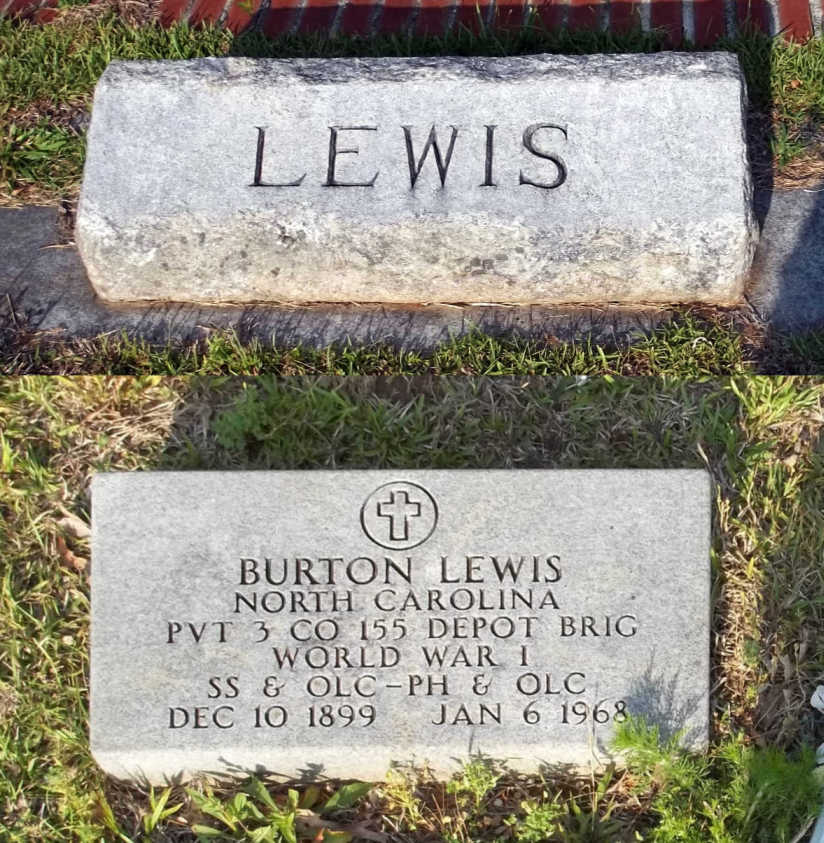 LEWIS
BURTON LEWIS
NORTH CAROLINA
PVT 3 CO 155 DEPOT BRIG
WORLD WAR I
SS & OLC-PH & OLC
DEC 10 1899 JAN 6 1968